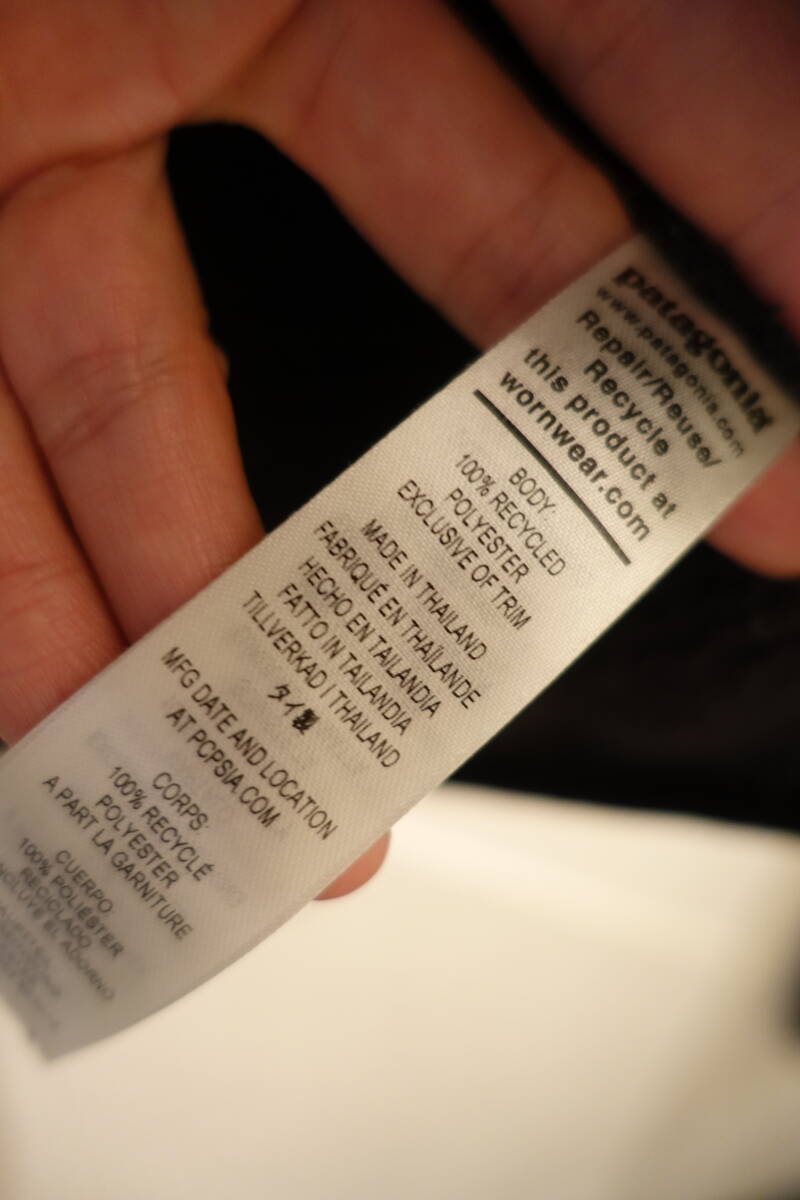 patagonia
www.patagonia.com
Repair/Reuse/
Recycle
this product at
wornwear.com
BODY:
100% RECYCLED
POLYESTER
EXCLUSIVE OF TRIM
MADE IN THAILAND
FABRIQUÉ EN THAÏLANDE
HECHO EN TAILANDIA
FATTO IN TAILANDIA
TILLVERKAD I THAILAND
タイ製
MFG DATE AND LOCATION
AT PCPSIA.COM
CORPS:
100% RECYCLÉ
POLYESTER
A PART LA GARNITURE
CUERPO:
100% POLIÉSTER
RECICLADO
EL ADORNO